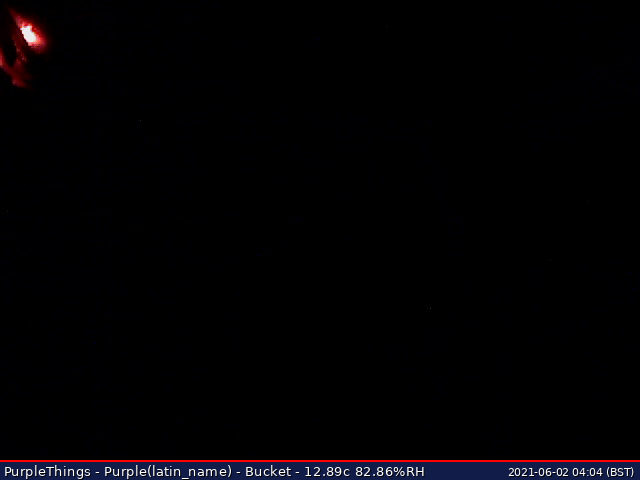 PurpleThings - Purple(latin_name) - Bucket - 12.89c 82.86%RH
2021-06-02 04:04 (BST)